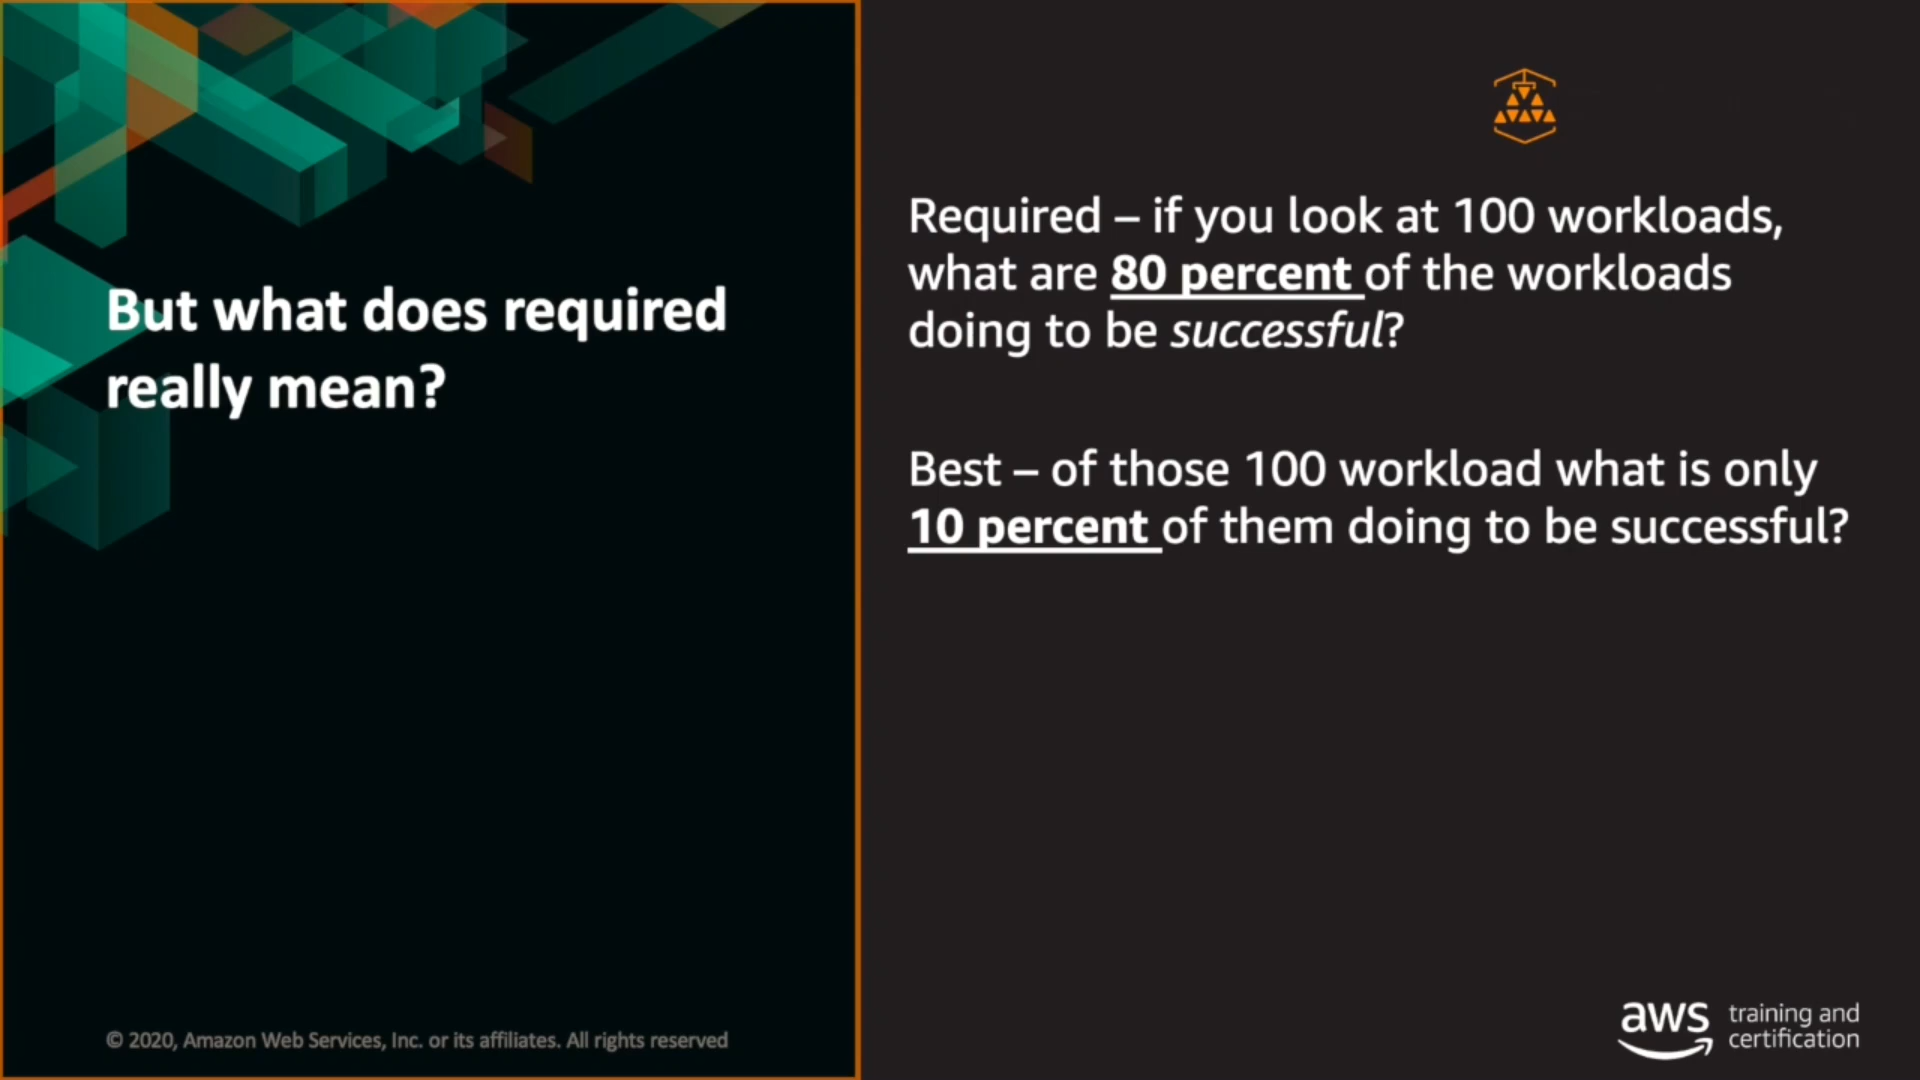 But what does required
really mean?
Required – if you look at 100 workloads,
what are 80 percent of the workloads
doing to be successful?
Best – of those 100 workload what is only
10 percent of them doing to be successful?
© 2020, Amazon Web Services, Inc. or its affiliates. All rights reserved
aws training and
certification